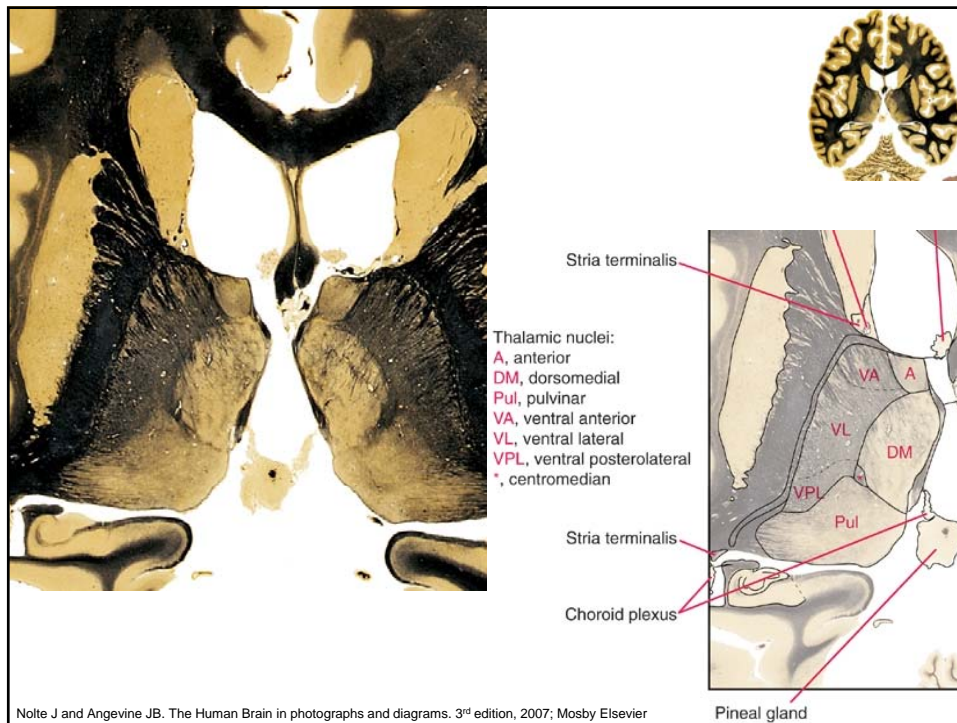 Stria terminalis
Thalamic nuclei:
A, anterior
DM, dorsomedial
Pul, pulvinar
VA, ventral anterior
VL, ventral lateral
VPL, ventral posterolateral
*, centromedian
VA
A
VL
DM
VPL
*
Pul
Stria terminalis
Choroid plexus
Pineal gland
Nolte J and Angevine JB. The Human Brain in photographs and diagrams. 3rd edition, 2007; Mosby Elsevier